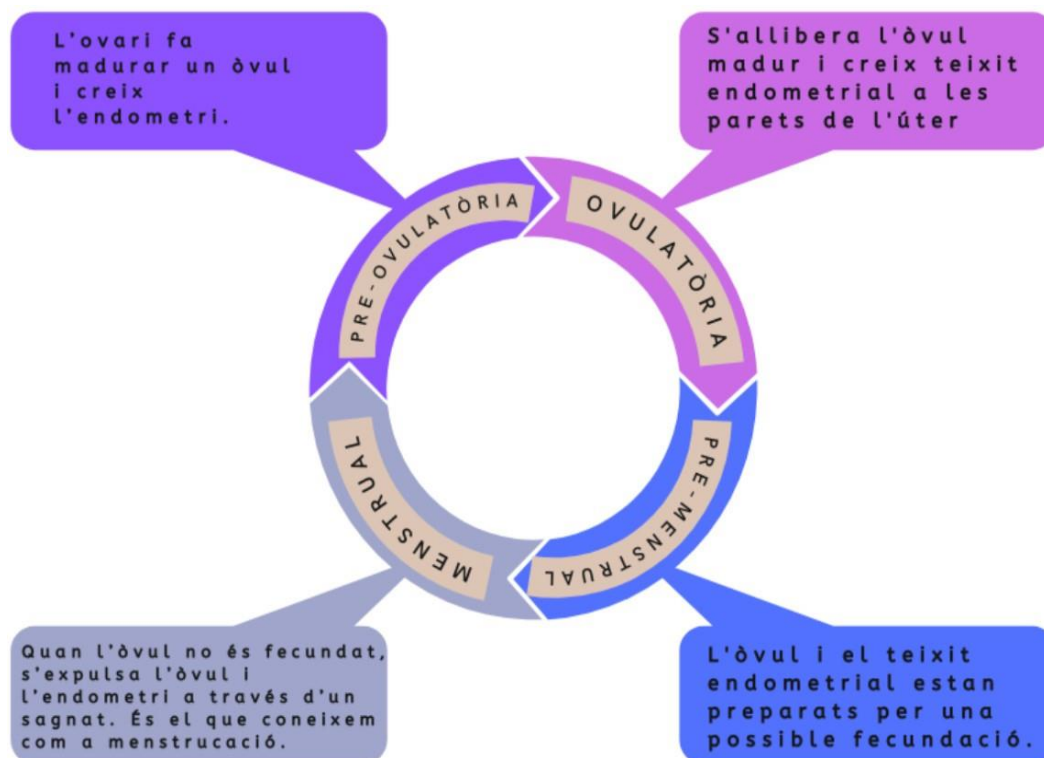 L'ovari fa
madurar un òvul
i creix
l'endometri.
S'allibera l'òvul
madur i creix teixit
endometrial a les
parets de l'úter
PRE-OVULATÒRIA
OVULATÒRIA
MENSTRUAL
PRE-MENSTRUAL
Quan l'òvul no és fecundat,
s'expulsa l'òvul i
l'endometri a través d'un
sagnat. És el que coneixem
com a menstrucació.
L'òvul i el teixit
endometrial estan
preparats per una
possible fecundació.